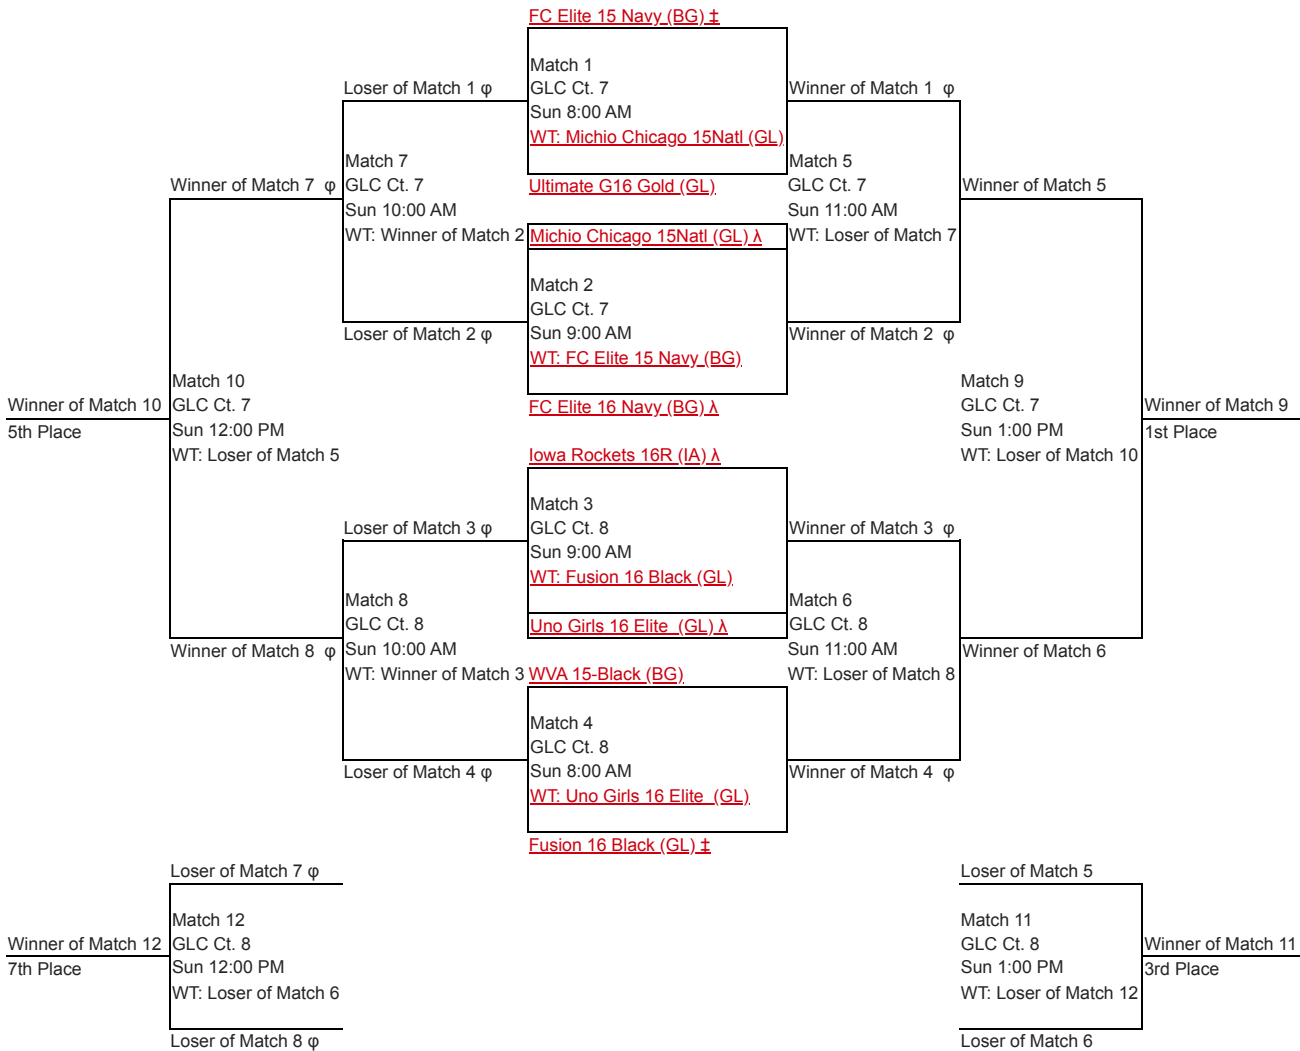 FC Elite 15 Navy (BG) ‡
Match 1
GLC Ct. 7
Sun 8:00 AM
WT: Michio Chicago 15Natl (GL)
Ultimate G16 Gold (GL)
Loser of Match 1 φ
Winner of Match 1 φ
Match 7
GLC Ct. 7
Sun 10:00 AM
WT: Winner of Match 2
Match 5
GLC Ct. 7
Sun 11:00 AM
WT: Loser of Match 7
Winner of Match 7 φ
Winner of Match 5
Michio Chicago 15Natl (GL) λ
Match 2
GLC Ct. 7
Sun 9:00 AM
WT: FC Elite 15 Navy (BG)
FC Elite 16 Navy (BG) λ
Loser of Match 2 φ
Winner of Match 2 φ
Match 10
GLC Ct. 7
Sun 12:00 PM
WT: Loser of Match 5
Winner of Match 10
5th Place
Match 9
GLC Ct. 7
Sun 1:00 PM
WT: Loser of Match 10
Winner of Match 9
1st Place
Iowa Rockets 16R (IA) λ
Match 3
GLC Ct. 8
Sun 9:00 AM
WT: Fusion 16 Black (GL)
Uno Girls 16 Elite (GL) λ
Loser of Match 3 φ
Winner of Match 3 φ
Match 8
GLC Ct. 8
Sun 10:00 AM
WT: Winner of Match 3
Match 6
GLC Ct. 8
Sun 11:00 AM
WT: Loser of Match 8
Winner of Match 8 φ
Winner of Match 6
WVA 15-Black (BG)
Match 4
GLC Ct. 8
Sun 8:00 AM
WT: Uno Girls 16 Elite (GL)
Fusion 16 Black (GL) ‡
Loser of Match 4 φ
Winner of Match 4 φ
Loser of Match 7 φ
Match 12
GLC Ct. 8
Sun 12:00 PM
WT: Loser of Match 6
Winner of Match 12
7th Place
Loser of Match 8 φ
Loser of Match 5
Match 11
GLC Ct. 8
Sun 1:00 PM
WT: Loser of Match 12
Winner of Match 11
3rd Place
Loser of Match 6